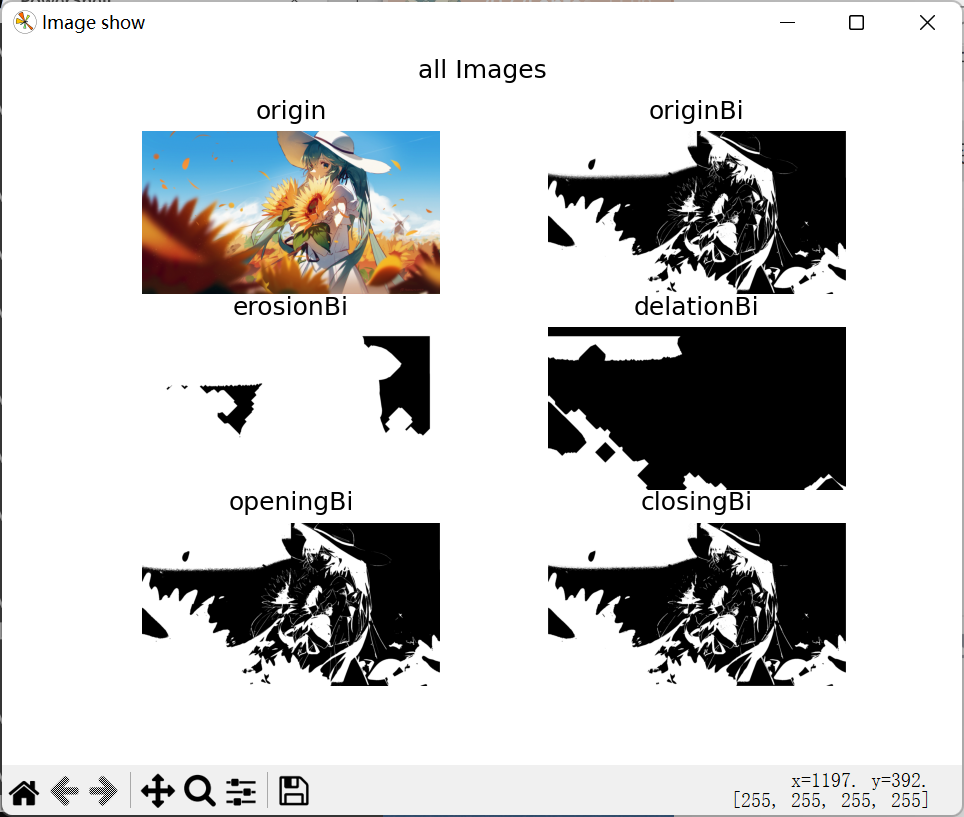 Image show
all Images
origin
originBi
erosionBi
delationBi
openingBi
closingBi
x=1197. y=392.
[255, 255, 255, 255]